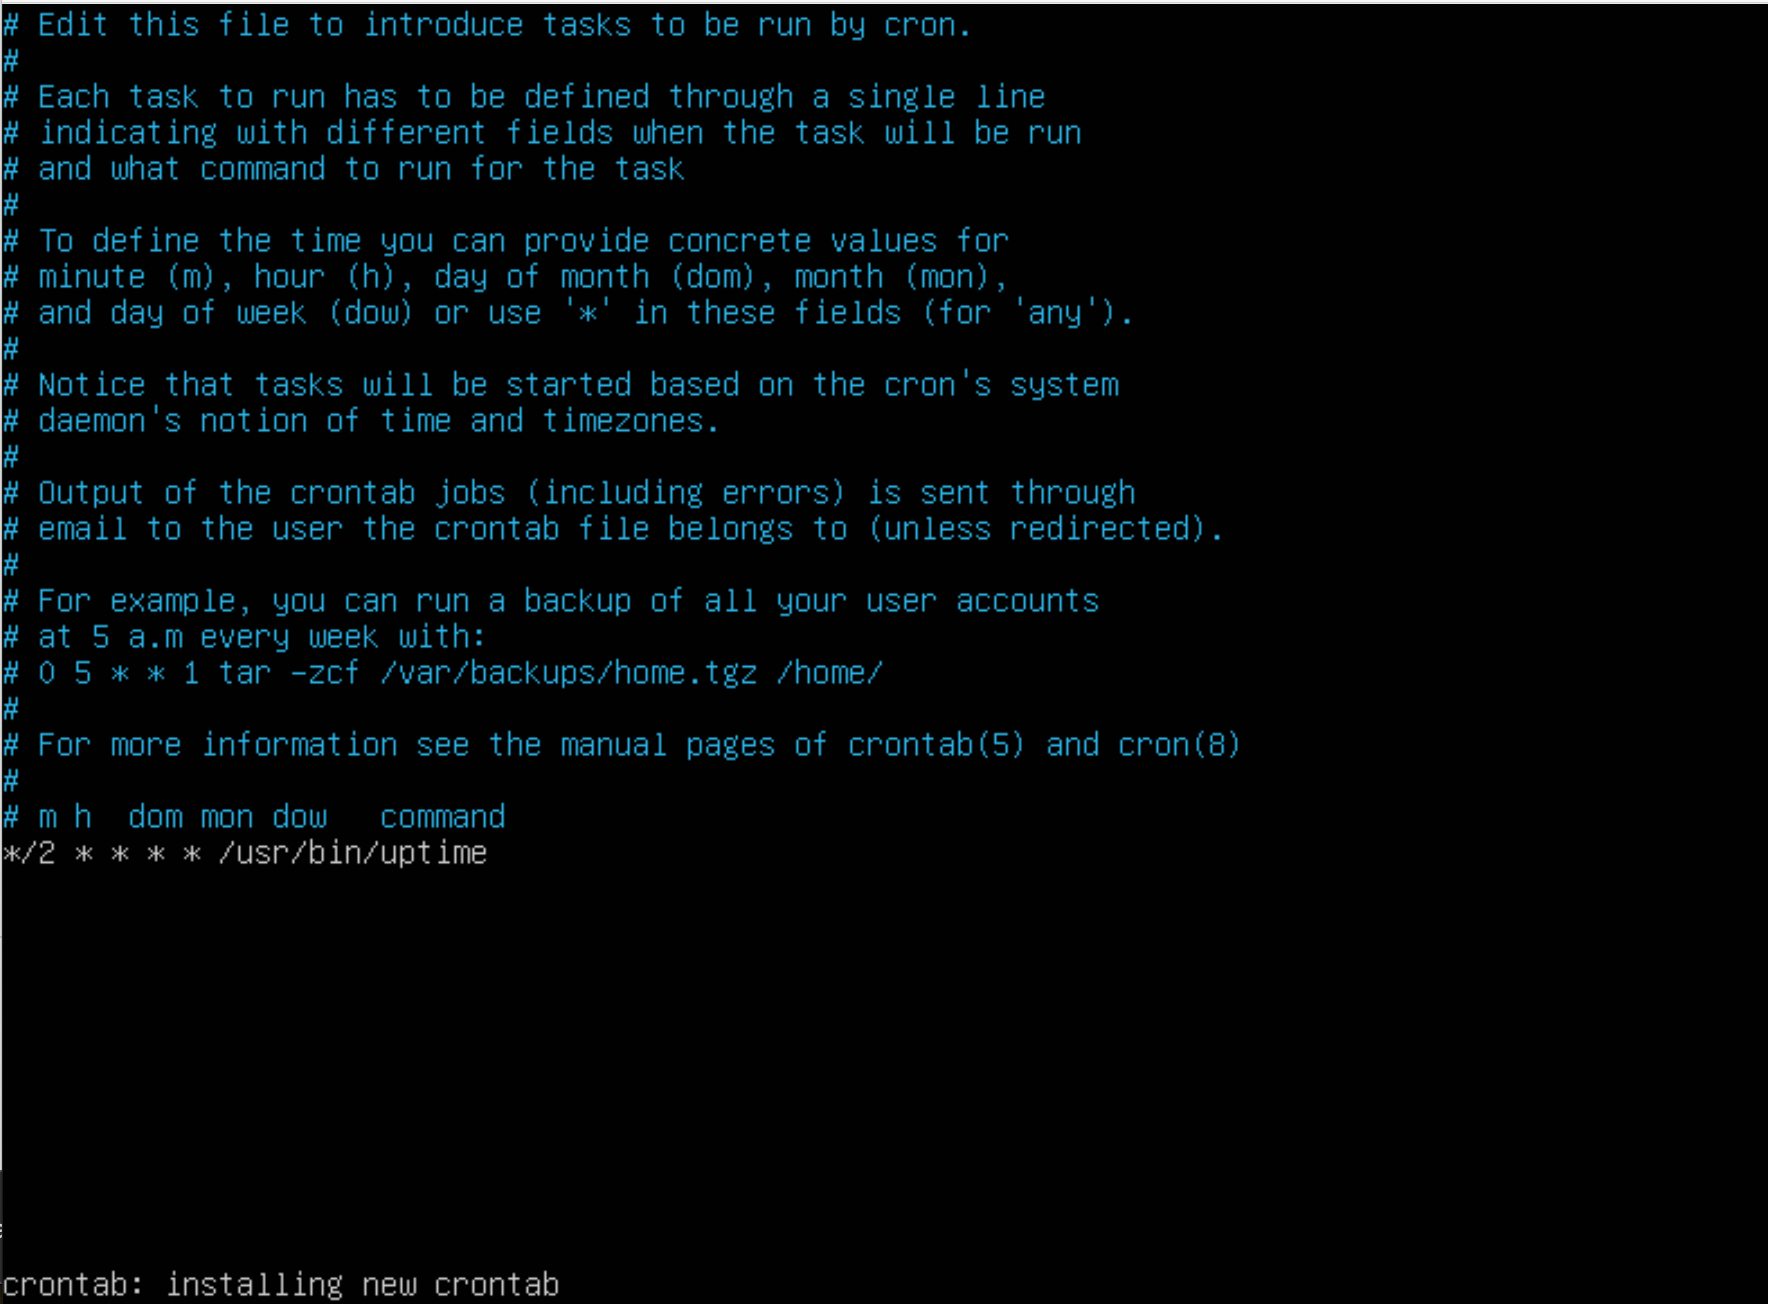 # Edit this file to introduce tasks to be run by cron.
#
# Each task to run has to be defined through a single line
# indicating with different fields when the task will be run
# and what command to run for the task
#
# To define the time you can provide concrete values for
# minute (m), hour (h), day of month (dom), month (mon),
# and day of week (dow) or use '*' in these fields (for 'any').
#
# Notice that tasks will be started based on the cron's system
# daemon's notion of time and timezones.
#
# Output of the crontab jobs (including errors) is sent through
# email to the user the crontab file belongs to (unless redirected).
#
# For example, you can run a backup of all your user accounts
# at 5 a.m every week with:
# 0 5 * * 1 tar -zcf /var/backups/home.tgz /home/
#
# For more information see the manual pages of crontab(5) and cron(8)
#
# m h  dom mon dow   command
*/2 * * * * /usr/bin/uptime
crontab: installing new crontab